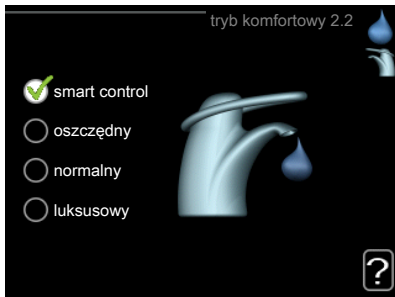 tryb komfortowy 2.2
smart control
oszczędny
normalny
luksusowy
?